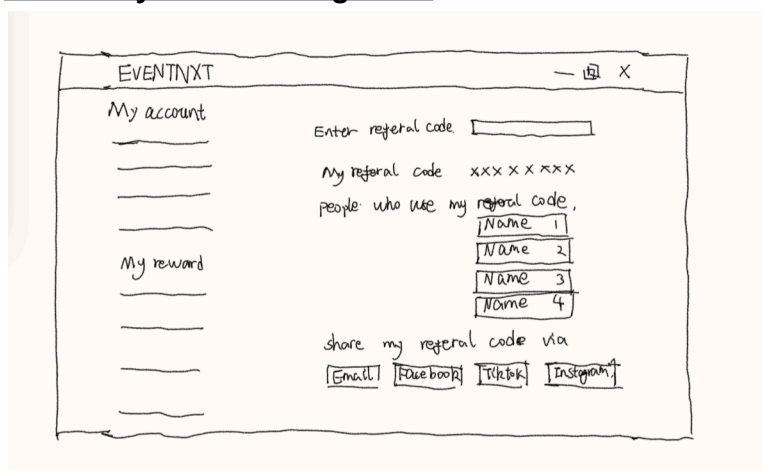 EVENTNXT
— X
My account
Enter referal code
My referal code xxxxxxxx
people who use my referal code,
Name 1
Name 2
Name 3
Name 4
My reward
share my referal code via
Email Facebook Tiktok Instagram